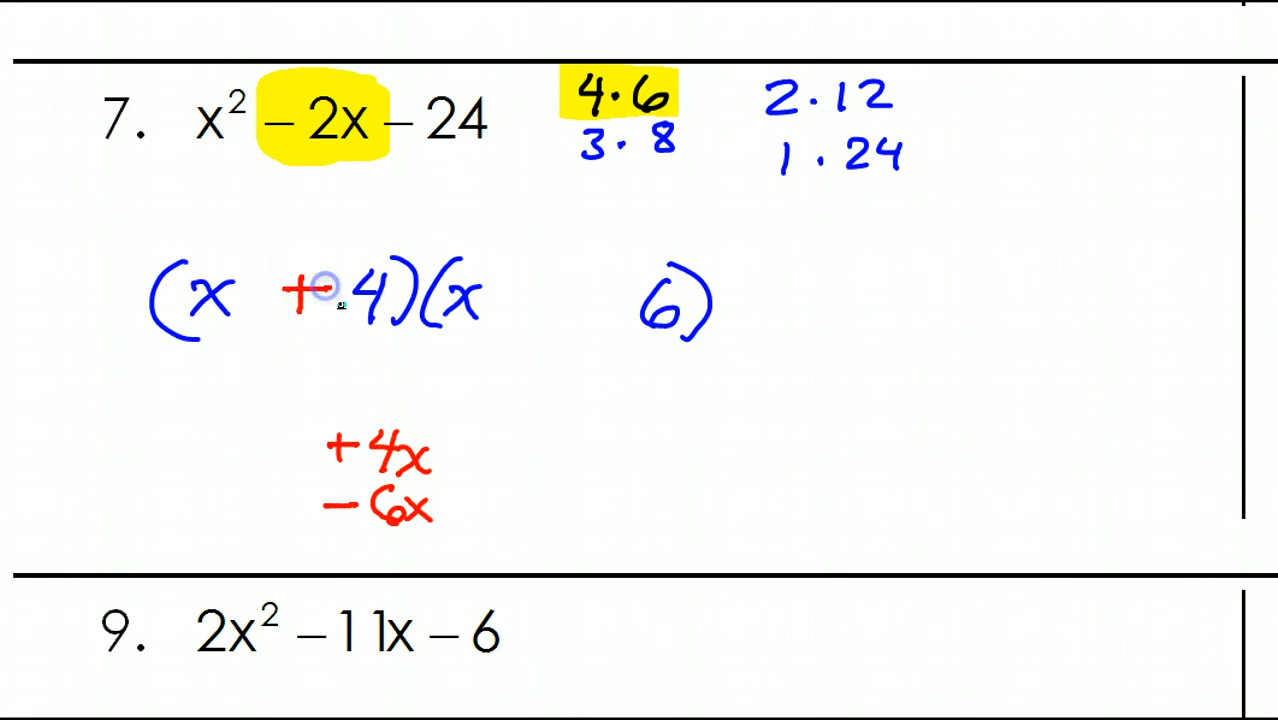 7. x² – 2x – 24 4·6 2·12
3·8 1·24
(x + 4)(x 6)
+4x
-6x
9. 2x² – 11x – 6